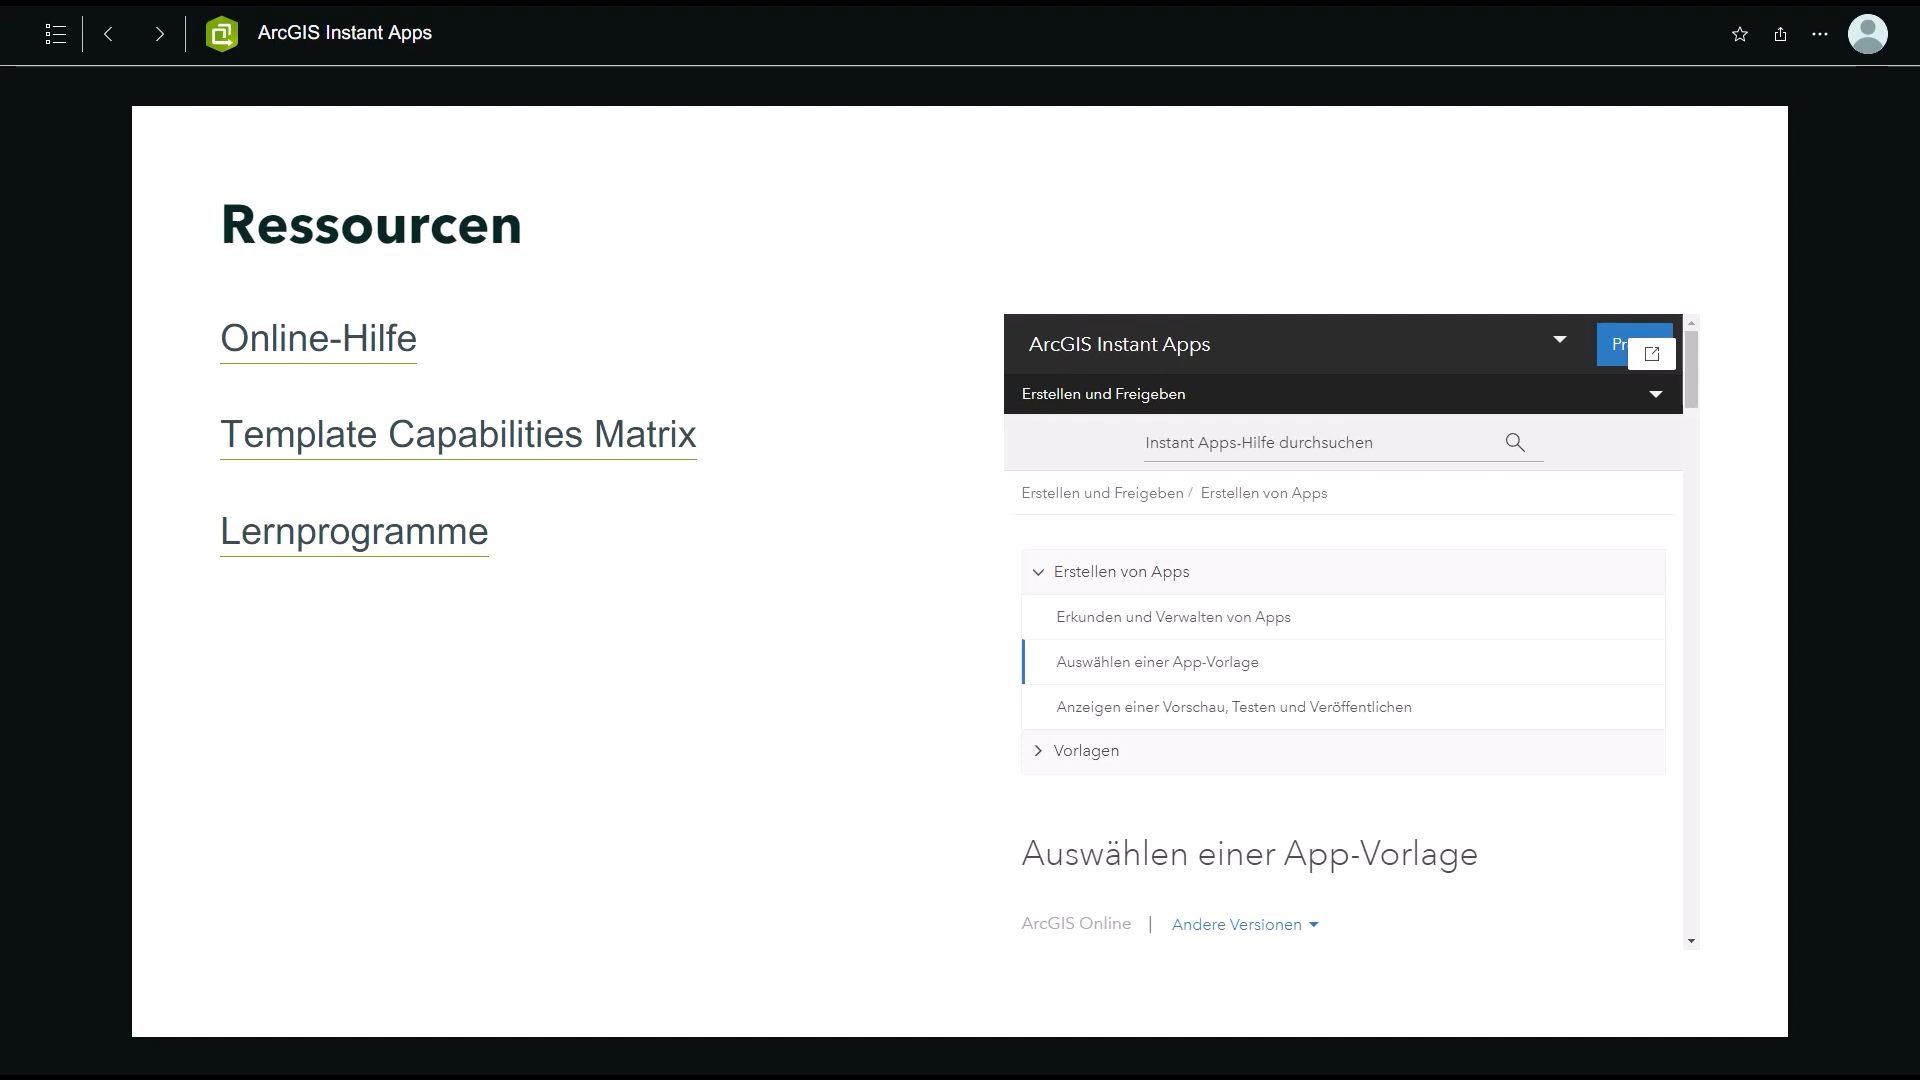 ArcGIS Instant Apps
Ressourcen
Online-Hilfe
Template Capabilities Matrix
Lernprogramme
ArcGIS Instant Apps
Erstellen und Freigeben
Instant Apps-Hilfe durchsuchen
Erstellen und Freigeben / Erstellen von Apps
Erstellen von Apps
Erkunden und Verwalten von Apps
Auswählen einer App-Vorlage
Anzeigen einer Vorschau, Testen und Veröffentlichen
Vorlagen
Auswählen einer App-Vorlage
ArcGIS Online | Andere Versionen